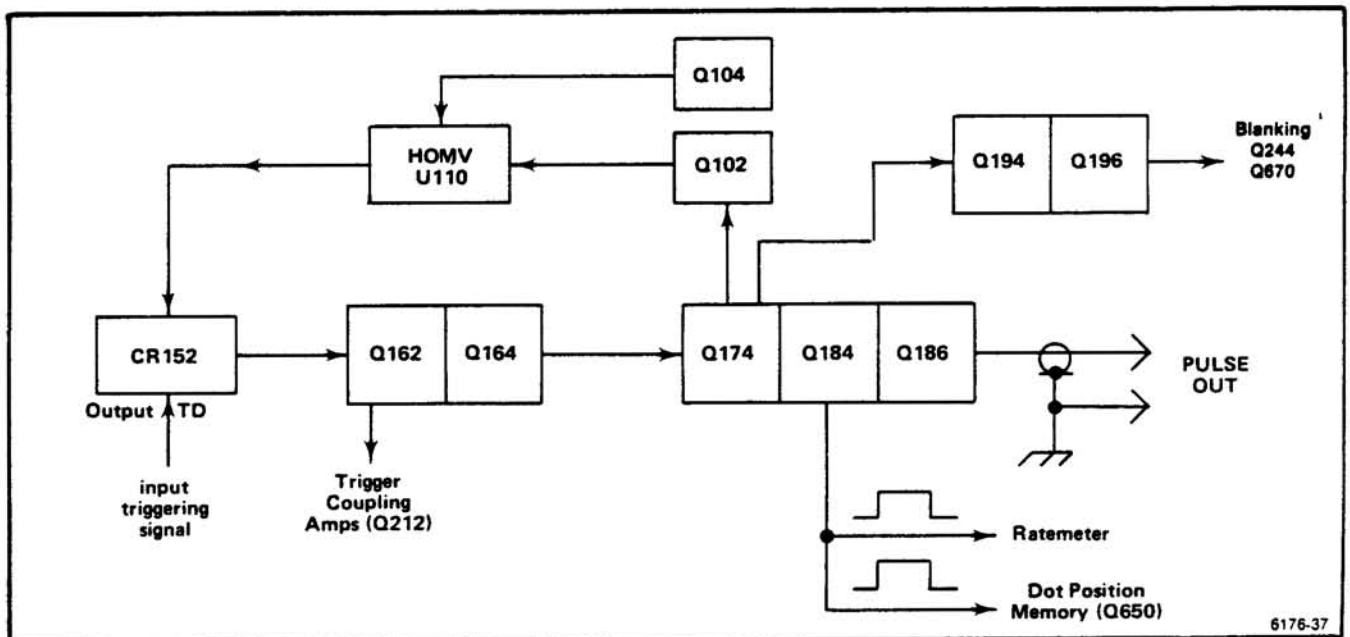 Q104
HOMV
U110
Q102
Q194 Q196
Blanking
Q244
Q670
CR152
Output TD
Q162 Q164
Q174 Q184 Q186
PULSE
OUT
input
triggering
signal
Trigger
Coupling
Amps (Q212)
Ratemeter
Dot Position
Memory (Q650)
6176-37